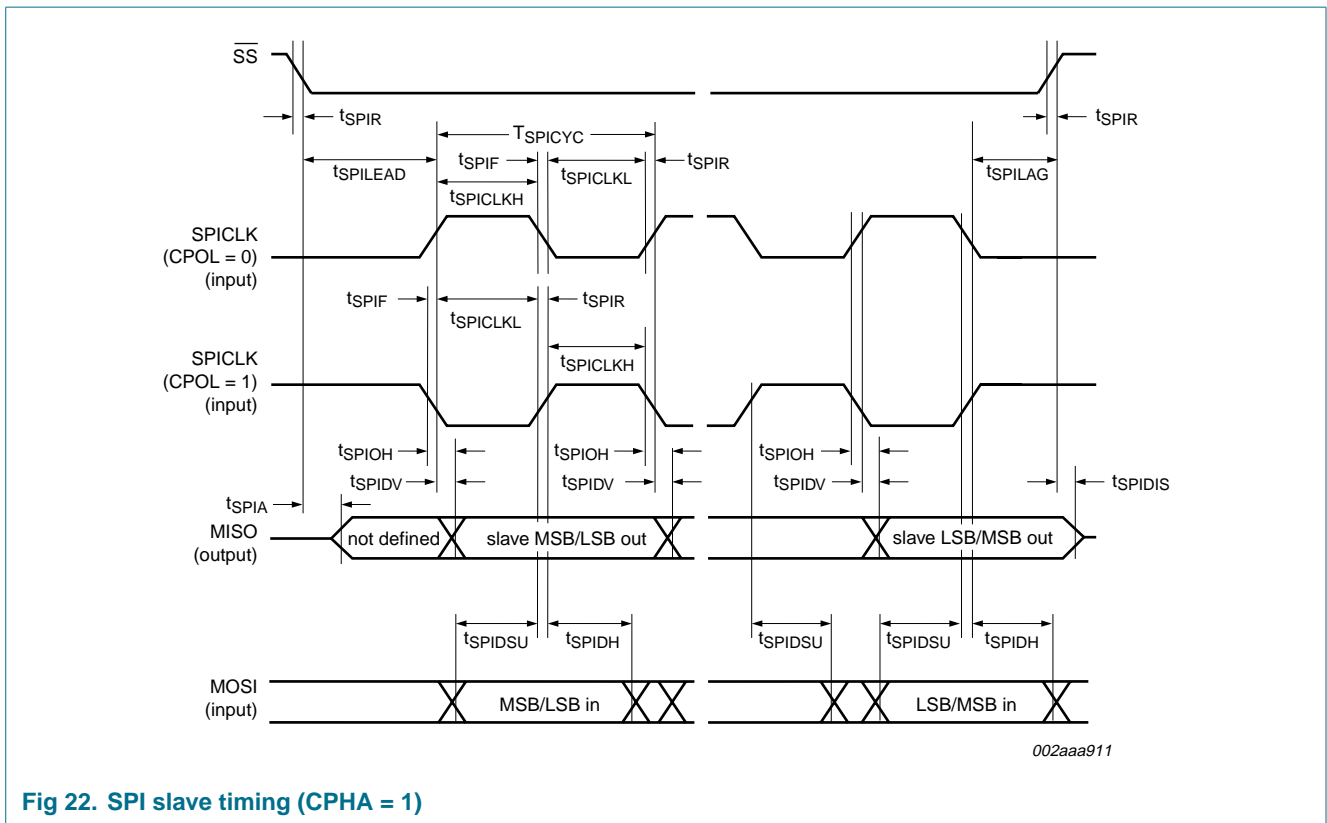 SS
tSPIR
tSPIR
TSPICYC
tSPIF
tSPIR
tSPILEAD
tSPICLKL
tSPILAG
tSPICLKH
SPICLK
(CPOL = 0)
(input)
tSPIF
tSPIR
tSPICLKL
SPICLK
(CPOL = 1)
(input)
tSPICLKH
tSPIOH
tSPIOH
tSPIOH
tSPIDV
tSPIDV
tSPIDV
tSPIDIS
tSPIA
MISO
(output)
not defined
slave MSB/LSB out
slave LSB/MSB out
tSPIDSU
tSPIDH
tSPIDSU
tSPIDSU
tSPIDH
MOSI
(input)
MSB/LSB in
LSB/MSB in
002aaa911
Fig 22. SPI slave timing (CPHA = 1)